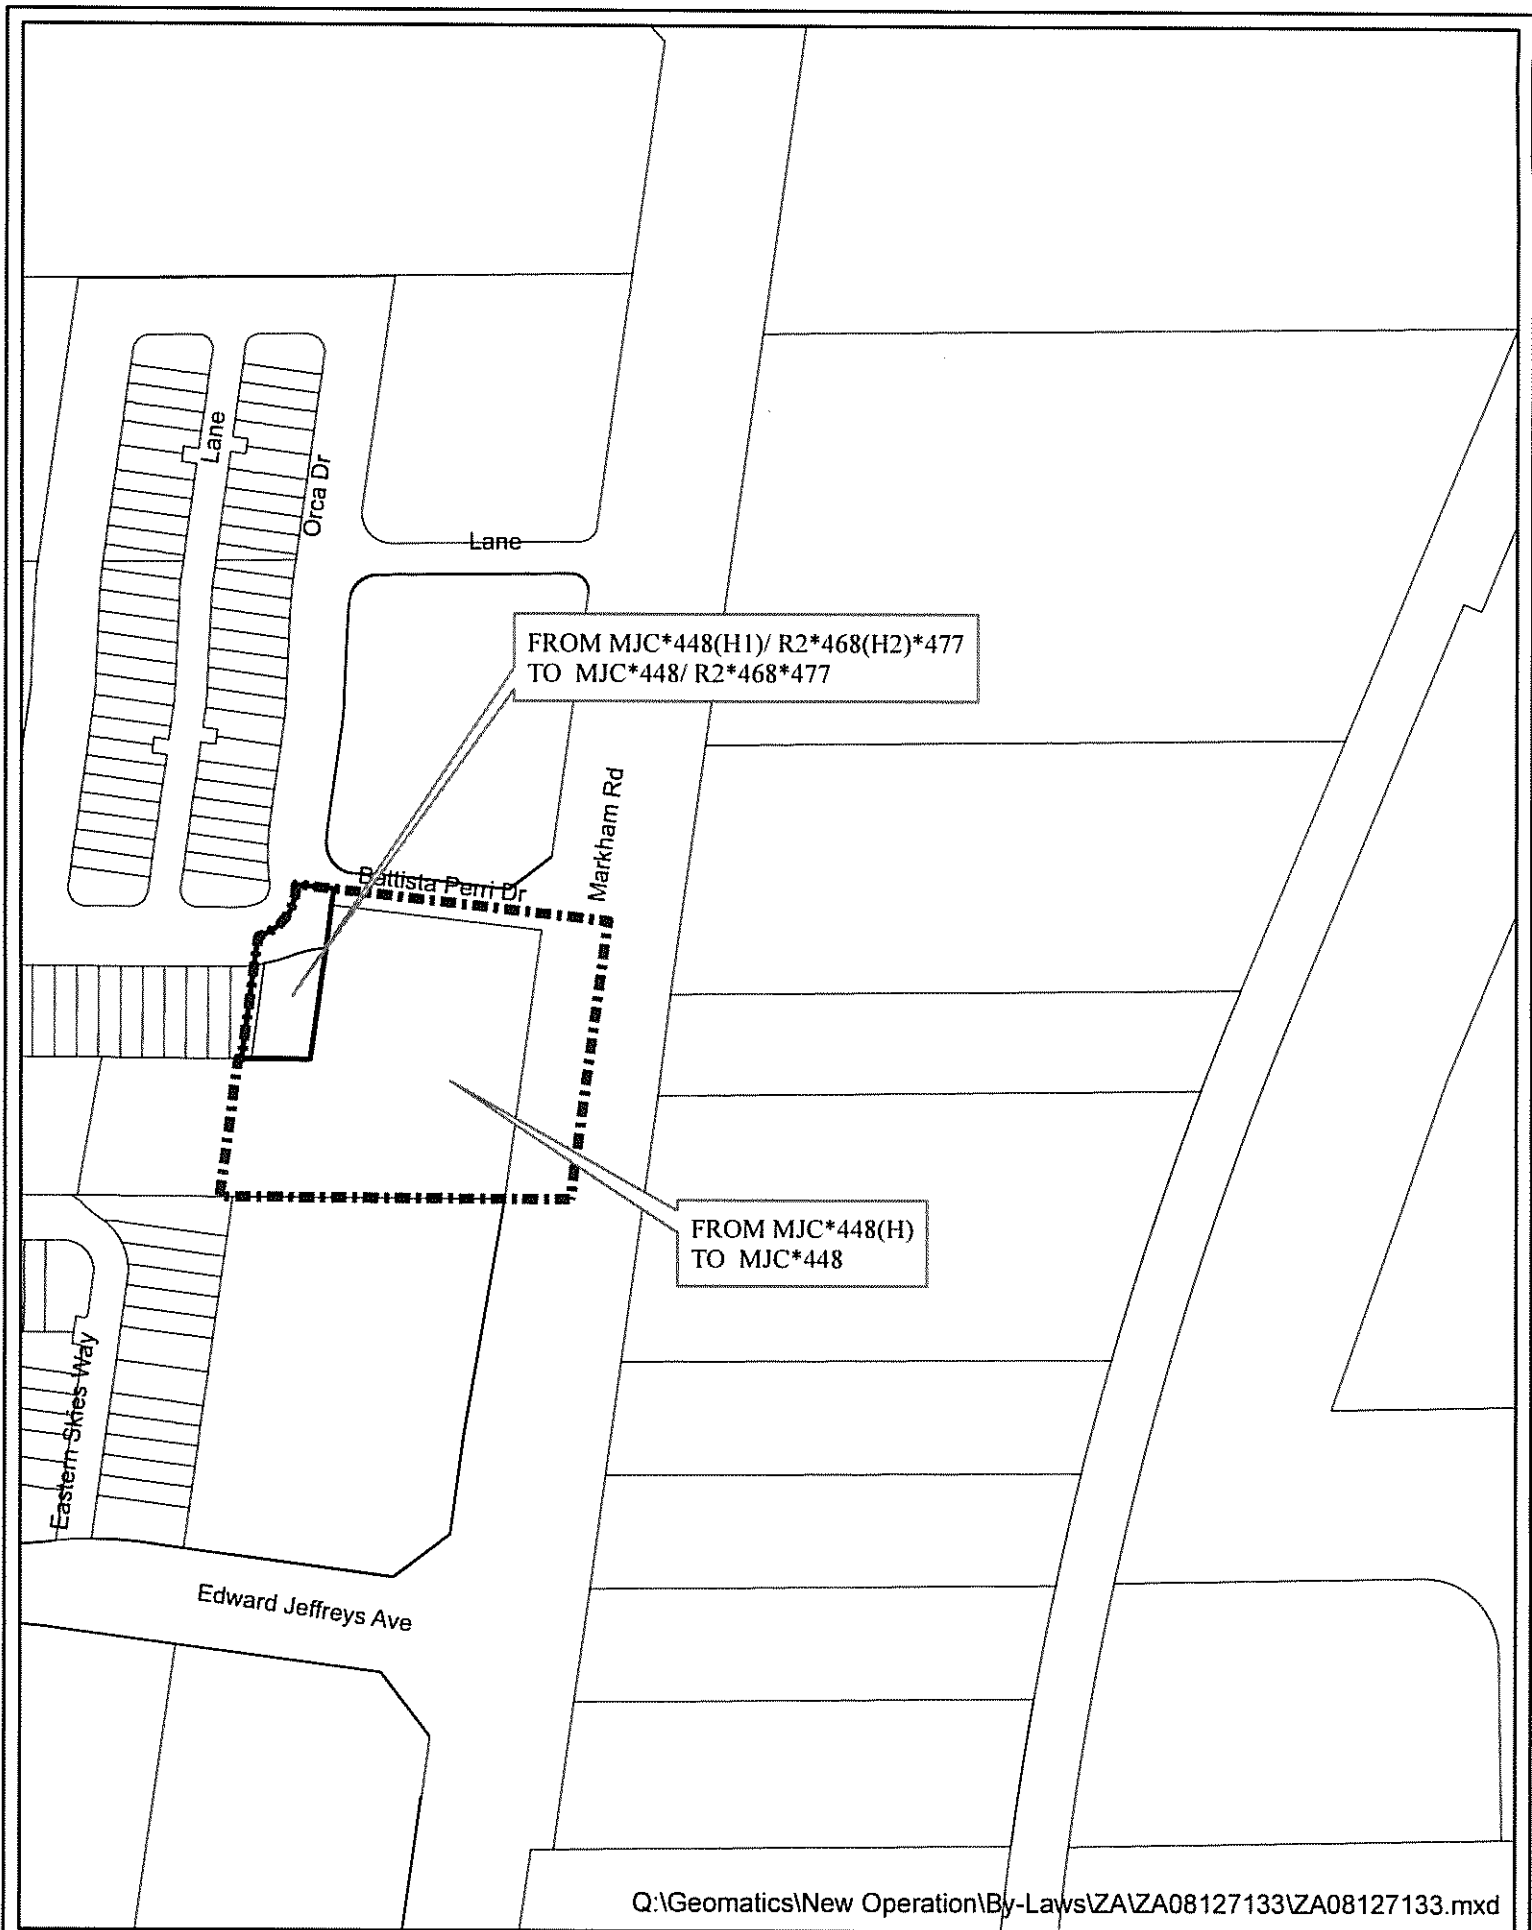 Lane
Orca Dr
Lane
FROM MJC*448(H1)/ R2*468(H2)*477
TO MJC*448/ R2*468*477
Markham Rd
Battista Perri Dr
FROM MJC*448(H)
TO MJC*448
Eastern Skies Way
Edward Jeffreys Ave
Q:\Geomatics\New Operation\By-Laws\ZA\ZA08127133\ZA08127133.mxd